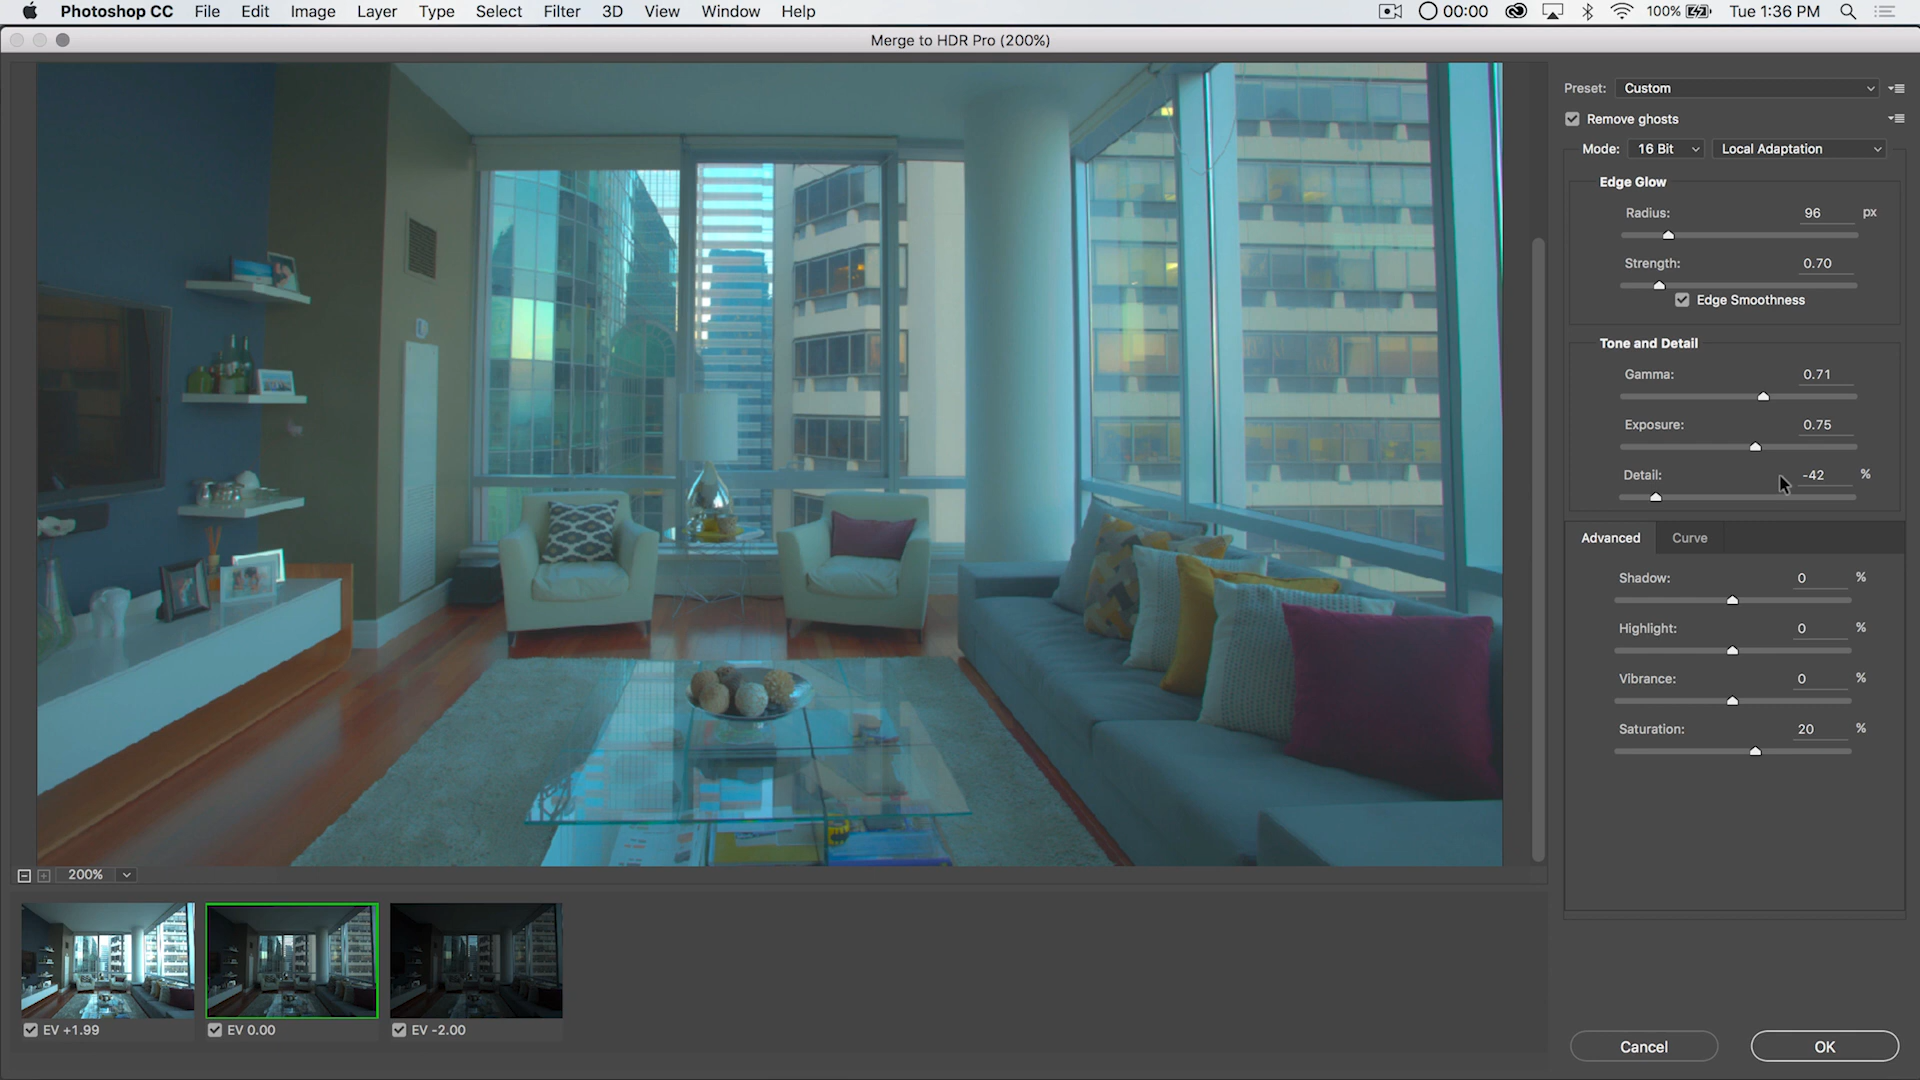 Photoshop CC File Edit Image Layer Type Select Filter 3D View Window Help 00:00 100% Tue 1:36 PM
Merge to HDR Pro (200%)
Preset: Custom
Remove ghosts
Mode: 16 Bit Local Adaptation
Edge Glow
Radius: 96 px
Strength: 0.70
Edge Smoothness
Tone and Detail
Gamma: 0.71
Exposure: 0.75
Detail: -42 %
Advanced Curve
Shadow: 0 %
Highlight: 0 %
Vibrance: 0 %
Saturation: 20 %
200%
EV +1.99 EV 0.00 EV -2.00
Cancel OK